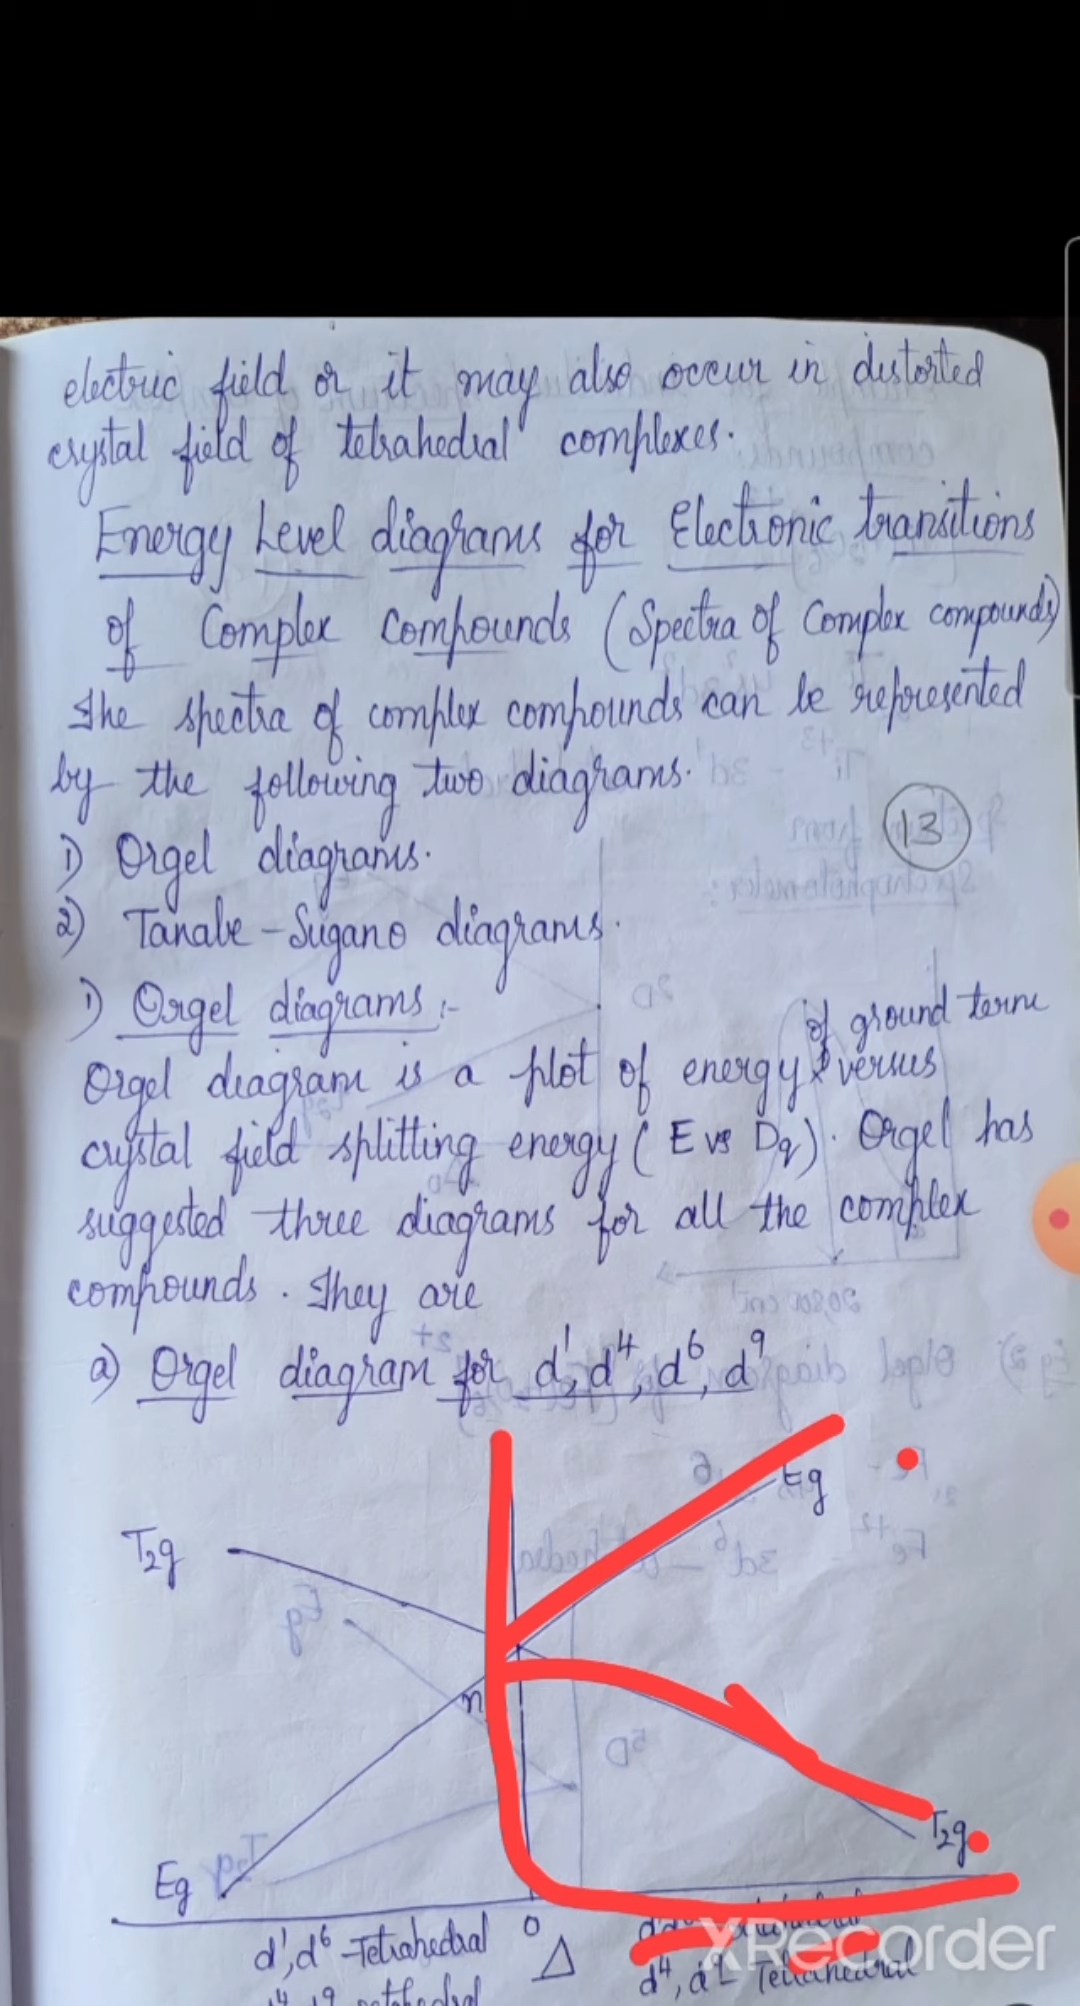 electric field or it may also occur in distorted
crystal field of tetrahedral complexes.
Energy Level diagrams for Electronic transitions
of Complex Compounds (Spectra of Complex compounds)
The spectra of complex compounds can be represented
by the following two diagrams.
13
1) Orgel diagrams.
2) Tanabe-Sugano diagrams.
1) Orgel diagrams :-
of ground term
Orgel diagram is a plot of energy versus
crystal field splitting energy (E vs Dq). Orgel has
suggested three diagrams for all the complex
compounds. They are
a) Orgel diagram for d¹, d⁴, d⁶, d⁹
Eg
T₂g
n
T₂g
Eg
d¹, d⁶ - Tetrahedral
0
Δ
d⁴, d⁹ - Tetrahedral
XRecorder